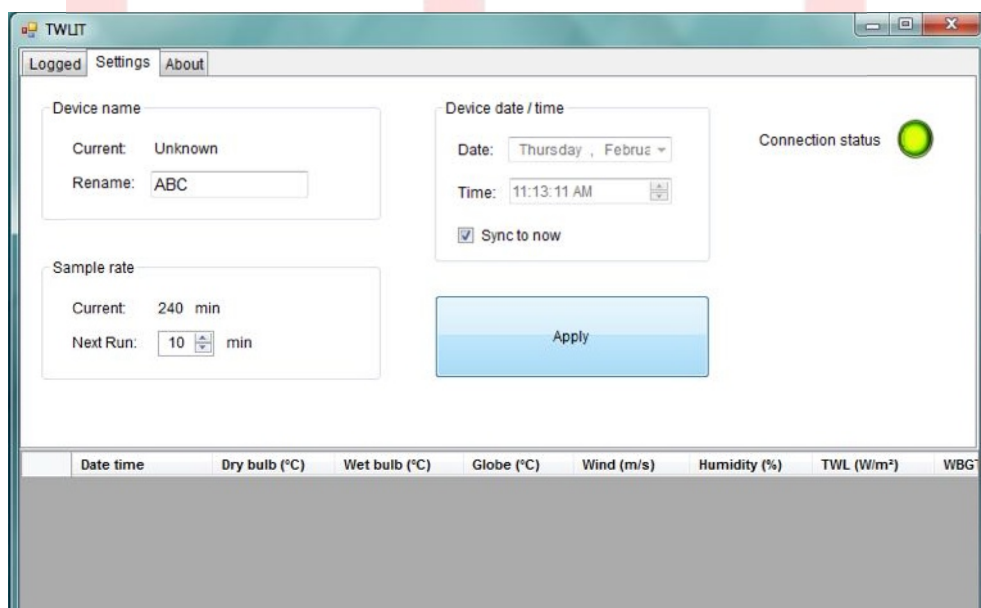 TWLIT
Logged Settings About
Device name
Current: Unknown
Rename: ABC
Device date / time
Date: Thursday , Februa
Time: 11:13:11 AM
Sync to now
Connection status
Sample rate
Current: 240 min
Next Run: 10 min
Apply
Date time Dry bulb (°C) Wet bulb (°C) Globe (°C) Wind (m/s) Humidity (%) TWL (W/m²) WBGT